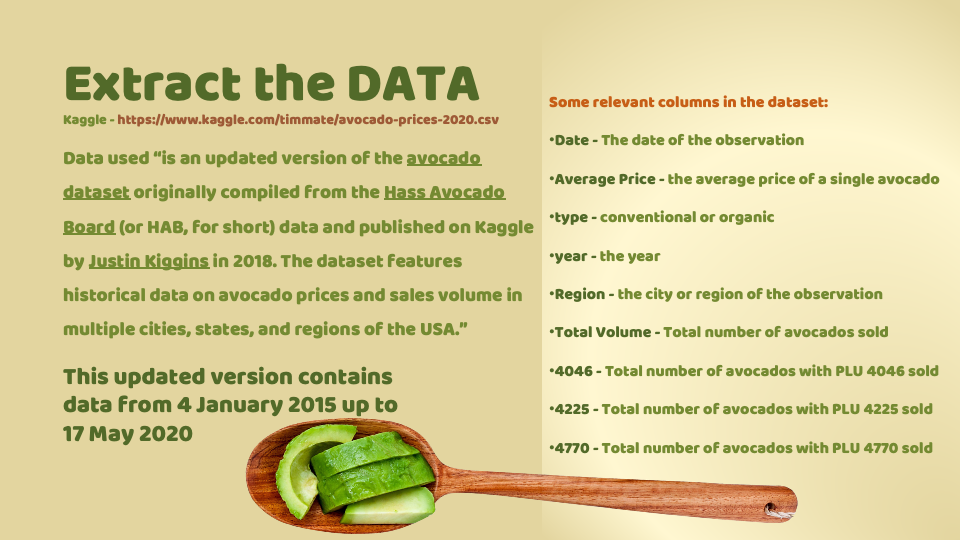 Extract the DATA
Kaggle - https://www.kaggle.com/timmate/avocado-prices-2020.csv
Data used “is an updated version of the avocado
dataset originally compiled from the Hass Avocado
Board (or HAB, for short) data and published on Kaggle
by Justin Kiggins in 2018. The dataset features
historical data on avocado prices and sales volume in
multiple cities, states, and regions of the USA.”
This updated version contains
data from 4 January 2015 up to
17 May 2020
Some relevant columns in the dataset:
•Date - The date of the observation
•Average Price - the average price of a single avocado
•type - conventional or organic
•year - the year
•Region - the city or region of the observation
•Total Volume - Total number of avocados sold
•4046 - Total number of avocados with PLU 4046 sold
•4225 - Total number of avocados with PLU 4225 sold
•4770 - Total number of avocados with PLU 4770 sold